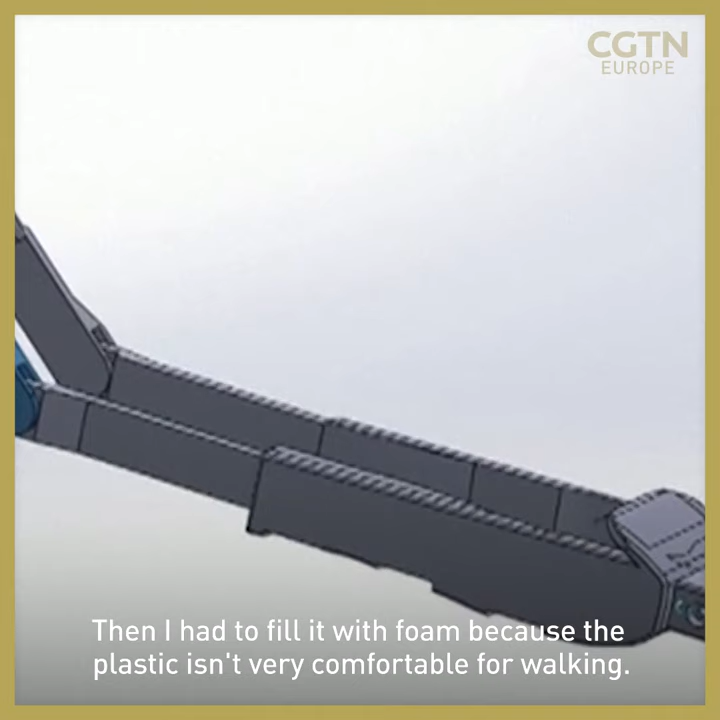 CGTN
EUROPE
Then I had to fill it with foam because the
plastic isn't very comfortable for walking.